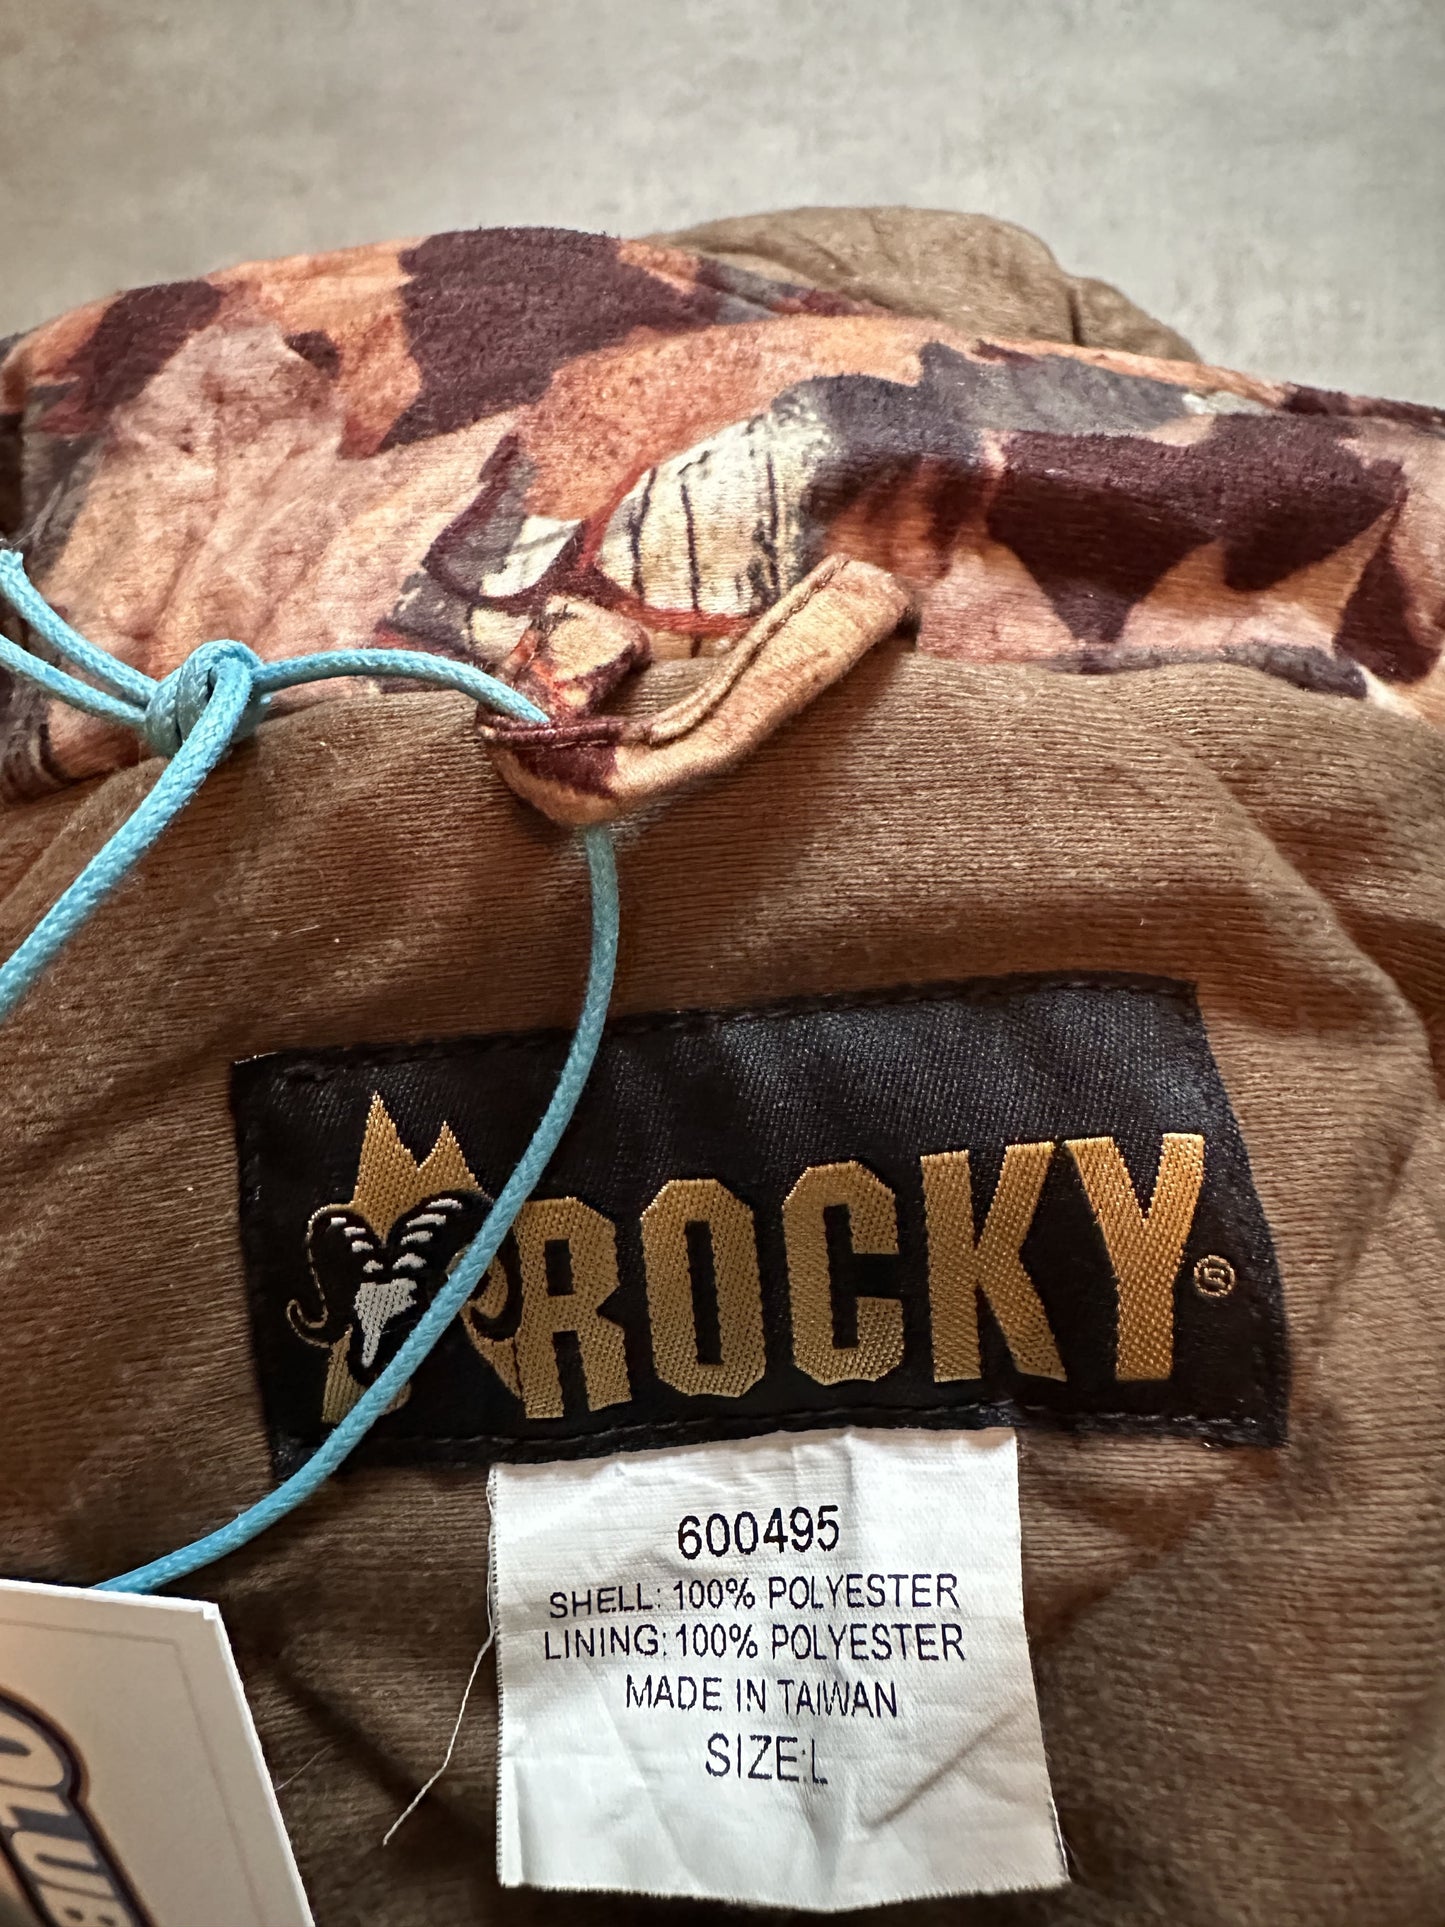 ROCKY®
600495
SHELL: 100% POLYESTER
LINING: 100% POLYESTER
MADE IN TAIWAN
SIZE:L